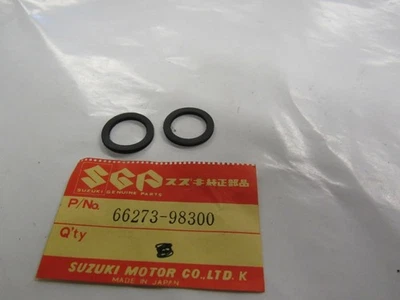 SGP スズキ純正部品
SUZUKI GENUINE PARTS
P/No. 66273-98300
Q'ty
SUZUKI MOTOR CO.,LTD. K
MADE IN JAPAN